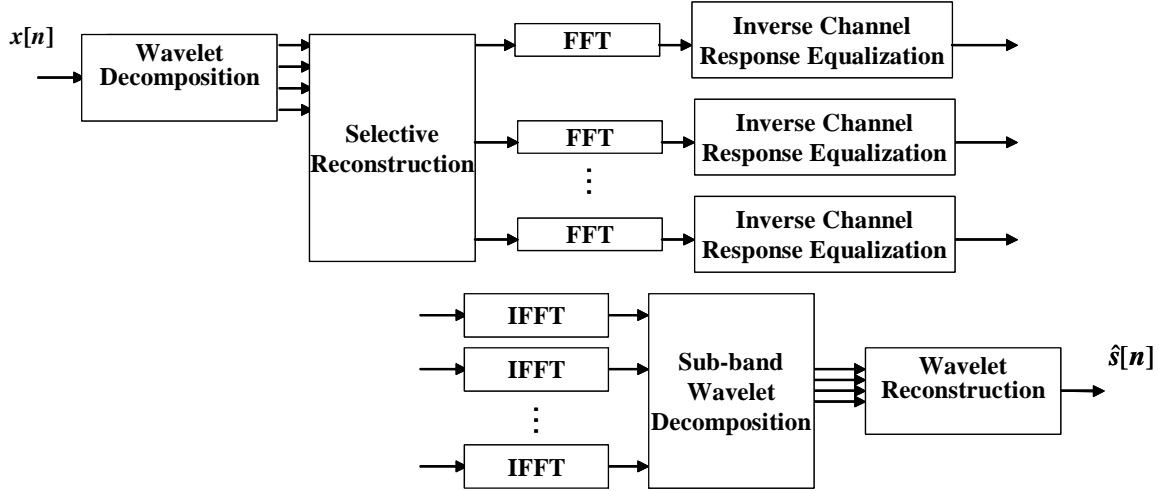 x[n]
Wavelet
Decomposition
Selective
Reconstruction
FFT
Inverse Channel
Response Equalization
FFT
Inverse Channel
Response Equalization
⋮
FFT
Inverse Channel
Response Equalization
IFFT
IFFT
⋮
IFFT
Sub-band
Wavelet
Decomposition
Wavelet
Reconstruction
ŝ[n]